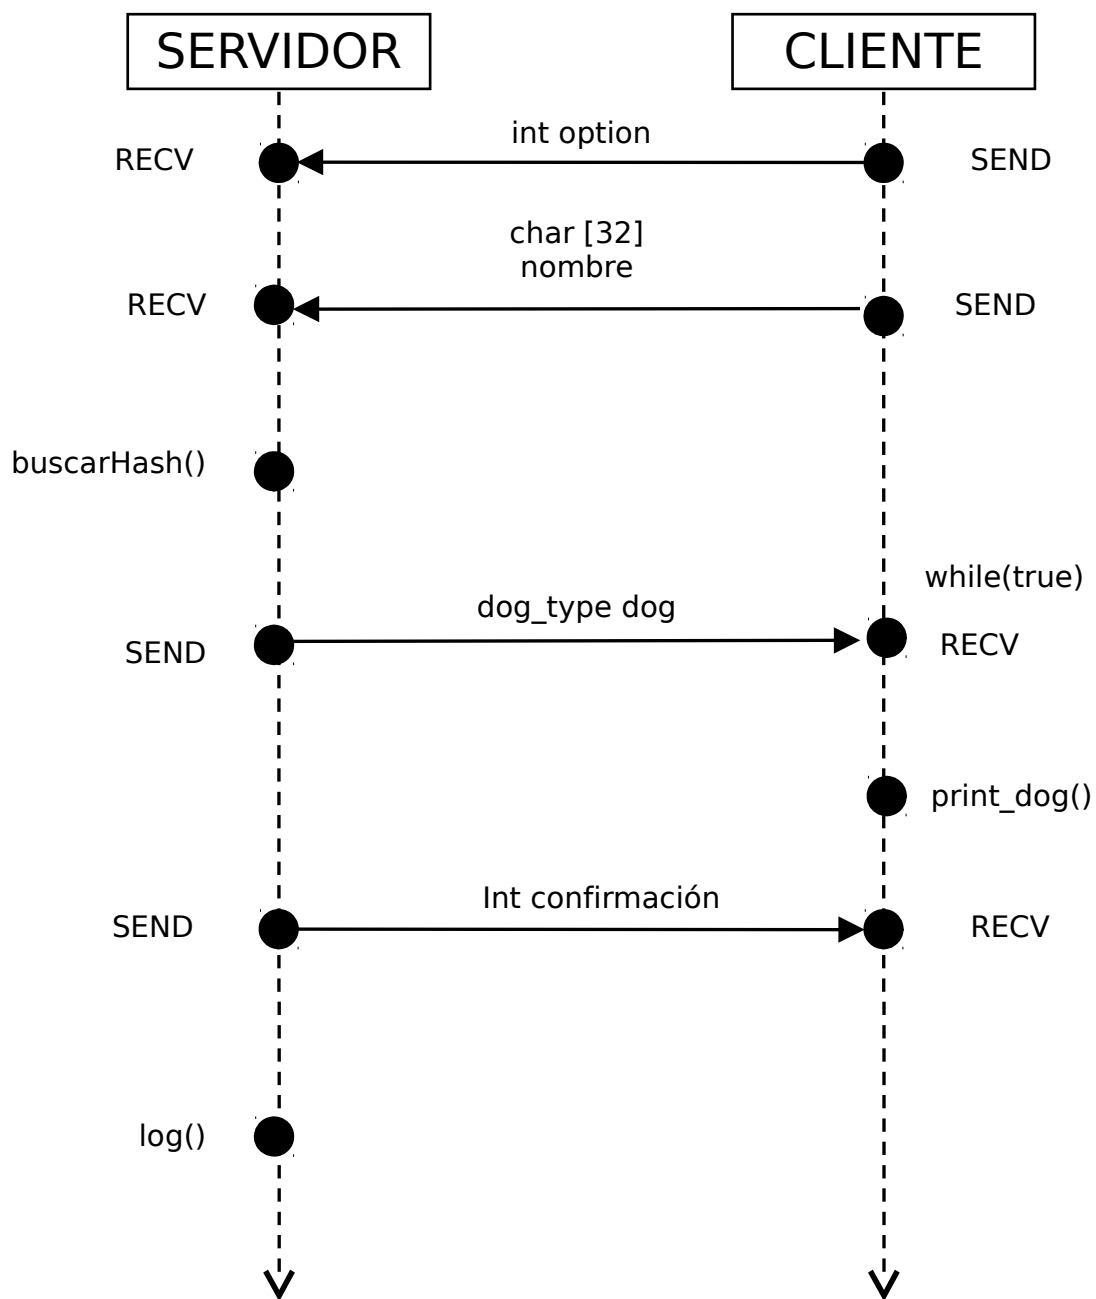 SERVIDOR
CLIENTE
int option
RECV
SEND
char [32]
nombre
RECV
SEND
buscarHash()
while(true)
dog_type dog
SEND
RECV
print_dog()
Int confirmación
SEND
RECV
log()